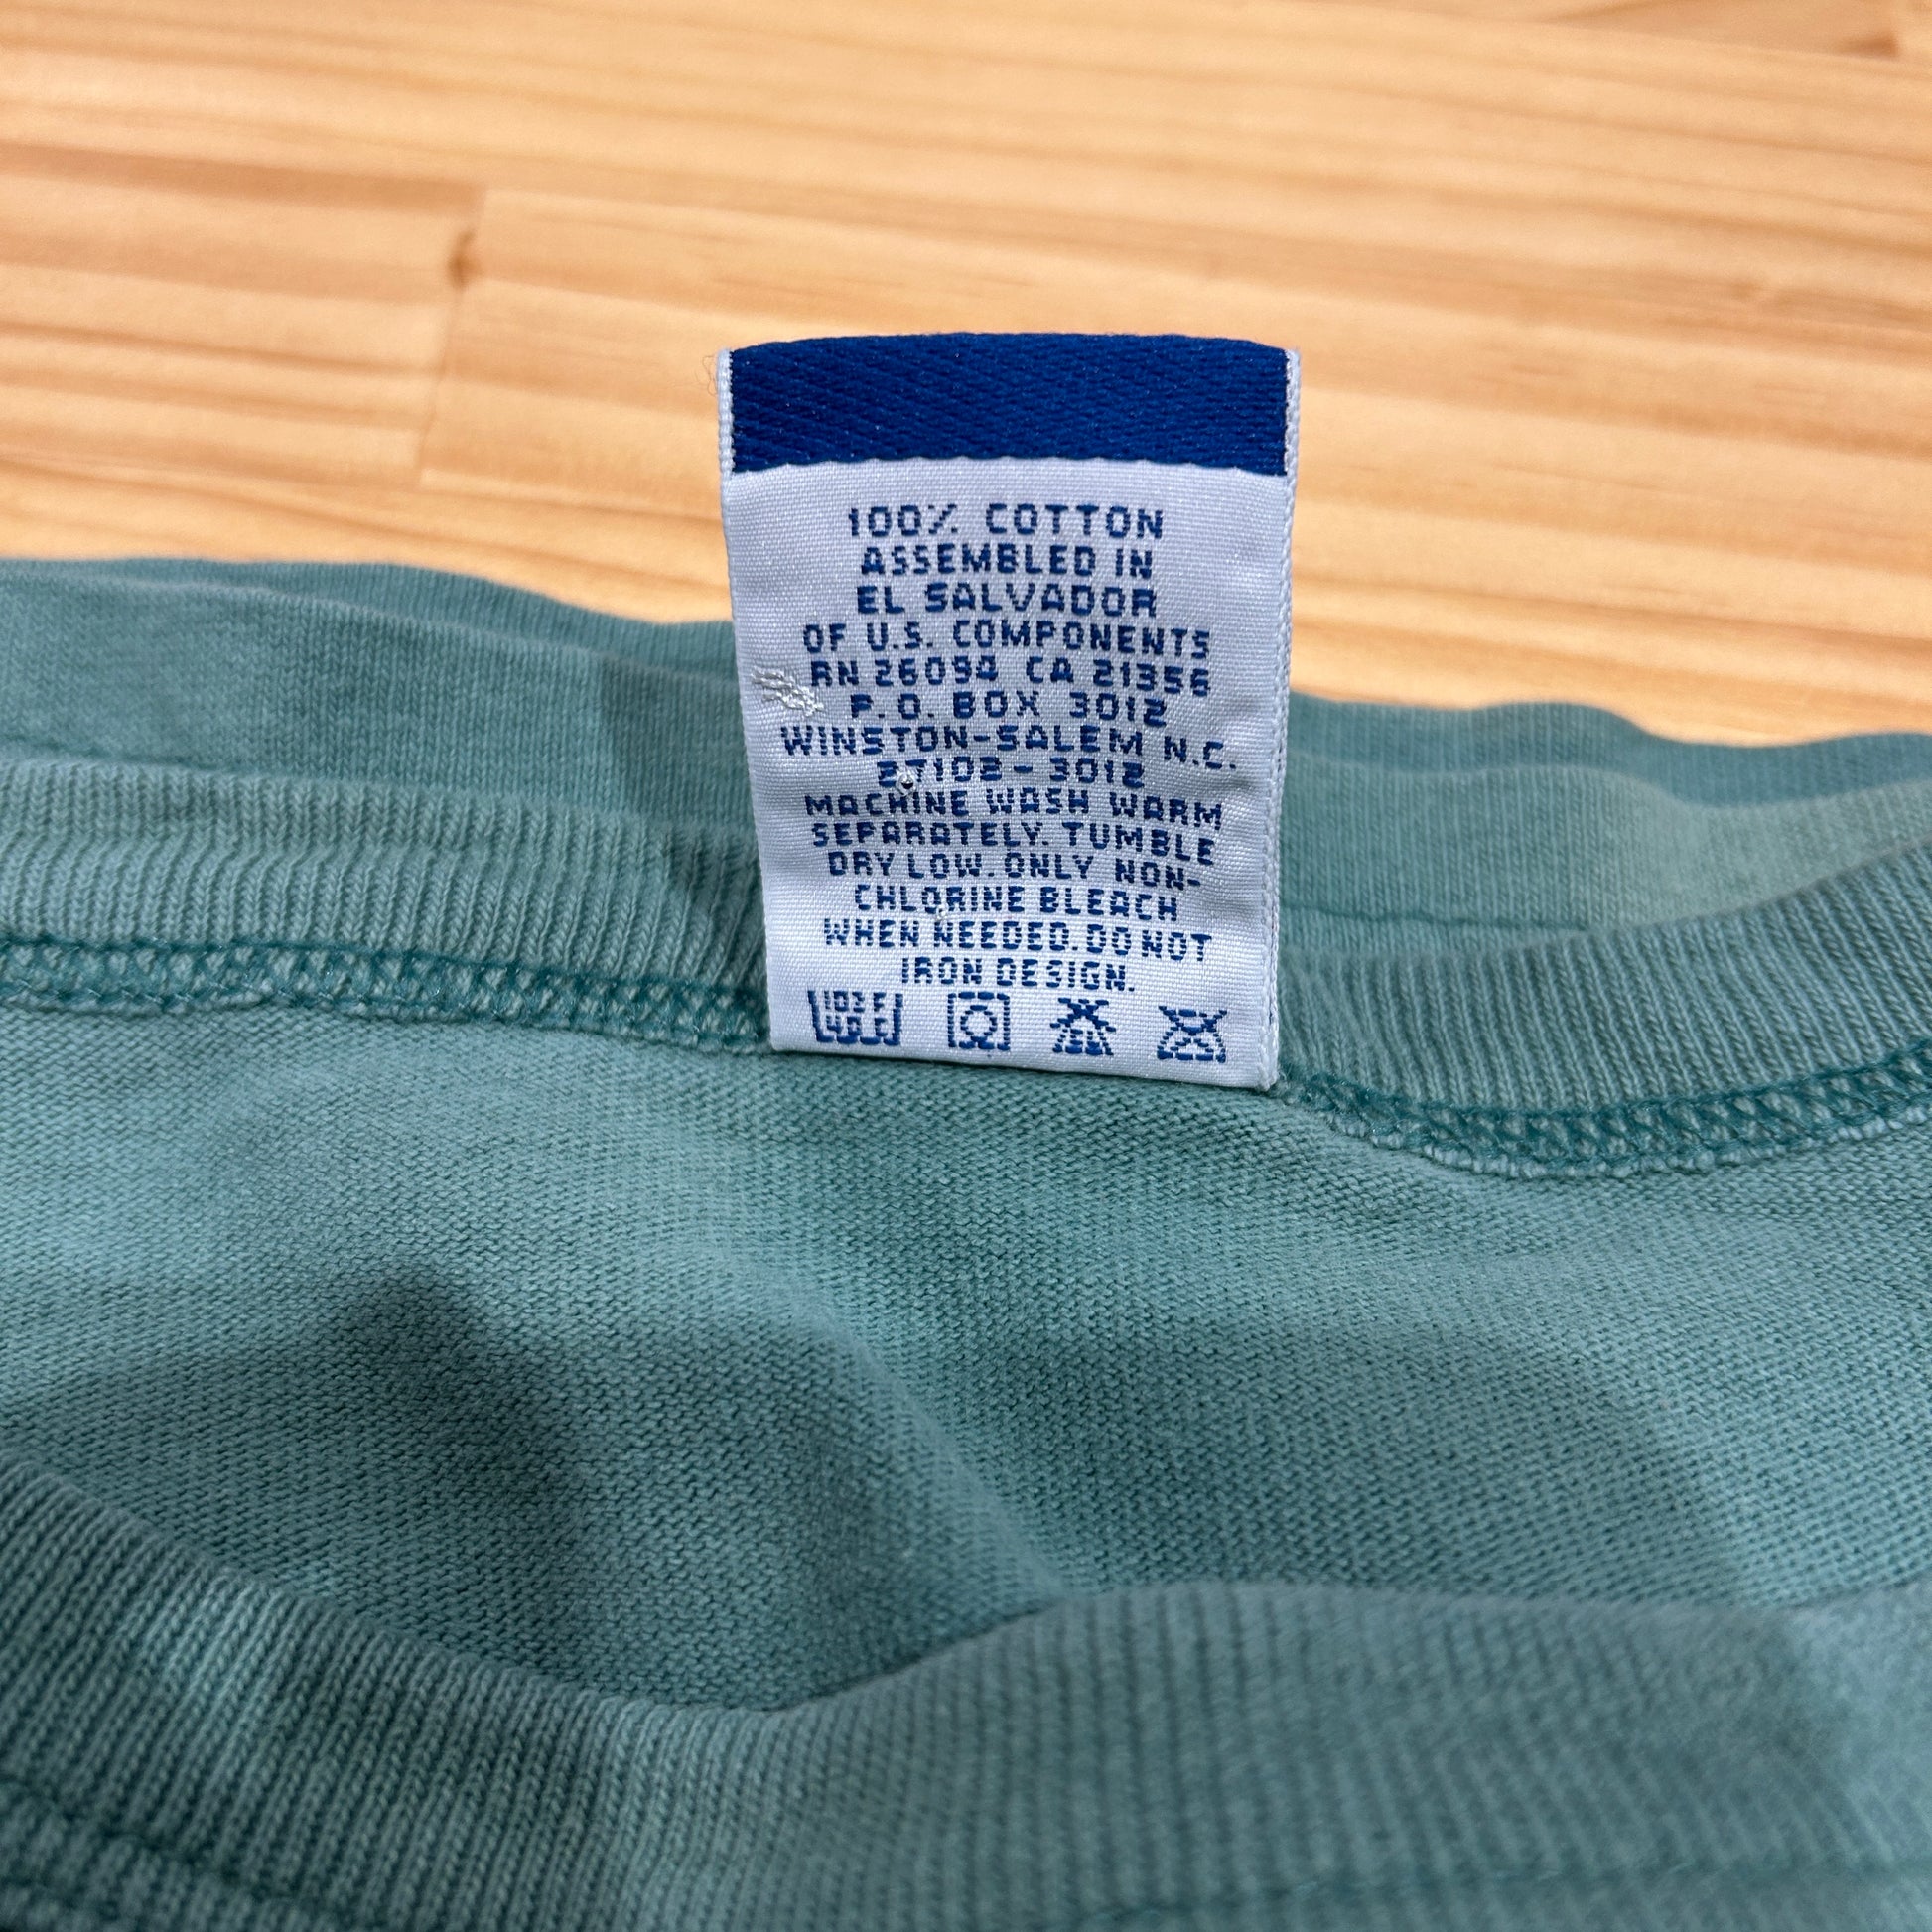 100% COTTON
ASSEMBLED IN
EL SALVADOR
OF U.S. COMPONENTS
RN 26094 CA 21356
P.O. BOX 3012
WINSTON-SALEM N.C.
27102-3012
MACHINE WASH WARM
SEPARATELY. TUMBLE
DRY LOW. ONLY NON-
CHLORINE BLEACH
WHEN NEEDED. DO NOT
IRON DESIGN.